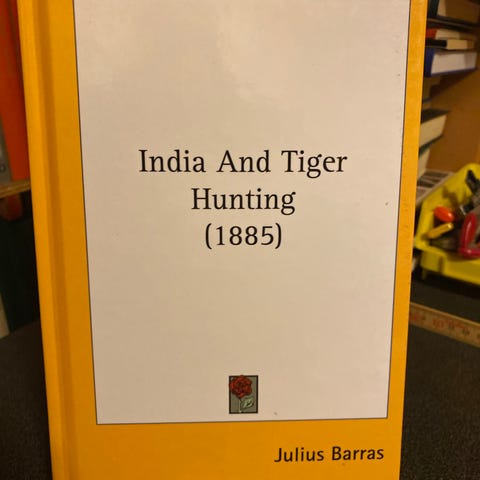 India And Tiger
Hunting
(1885)
Julius Barras